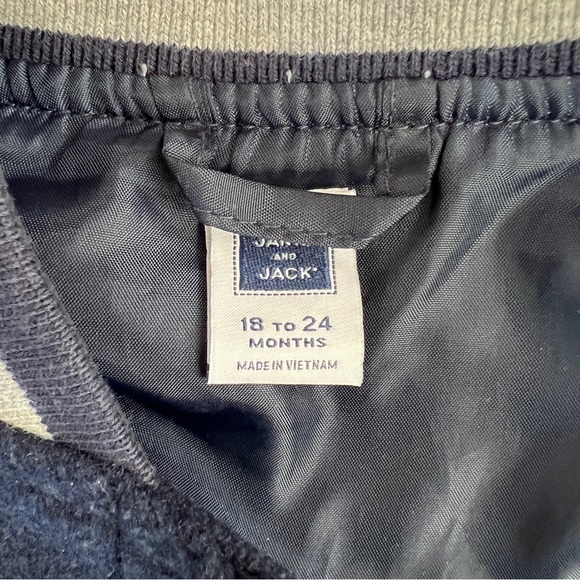 AND
JACK
18 TO 24
MONTHS
MADE IN VIETNAM